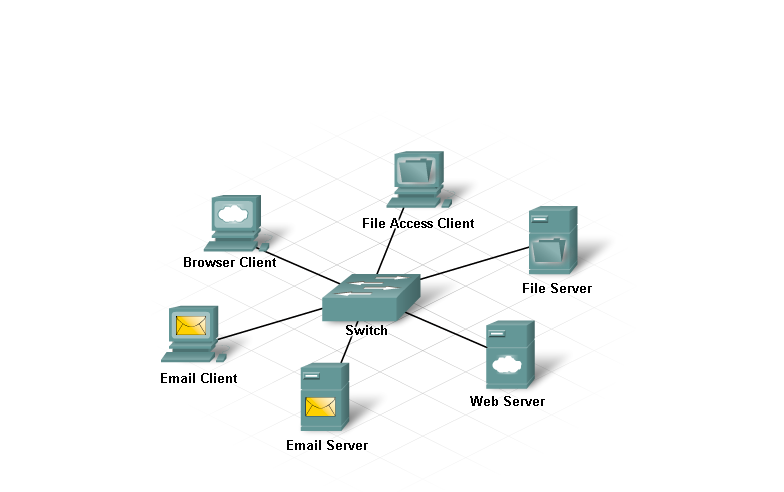 File Access Client
Browser Client
File Server
Switch
Email Client
Web Server
Email Server